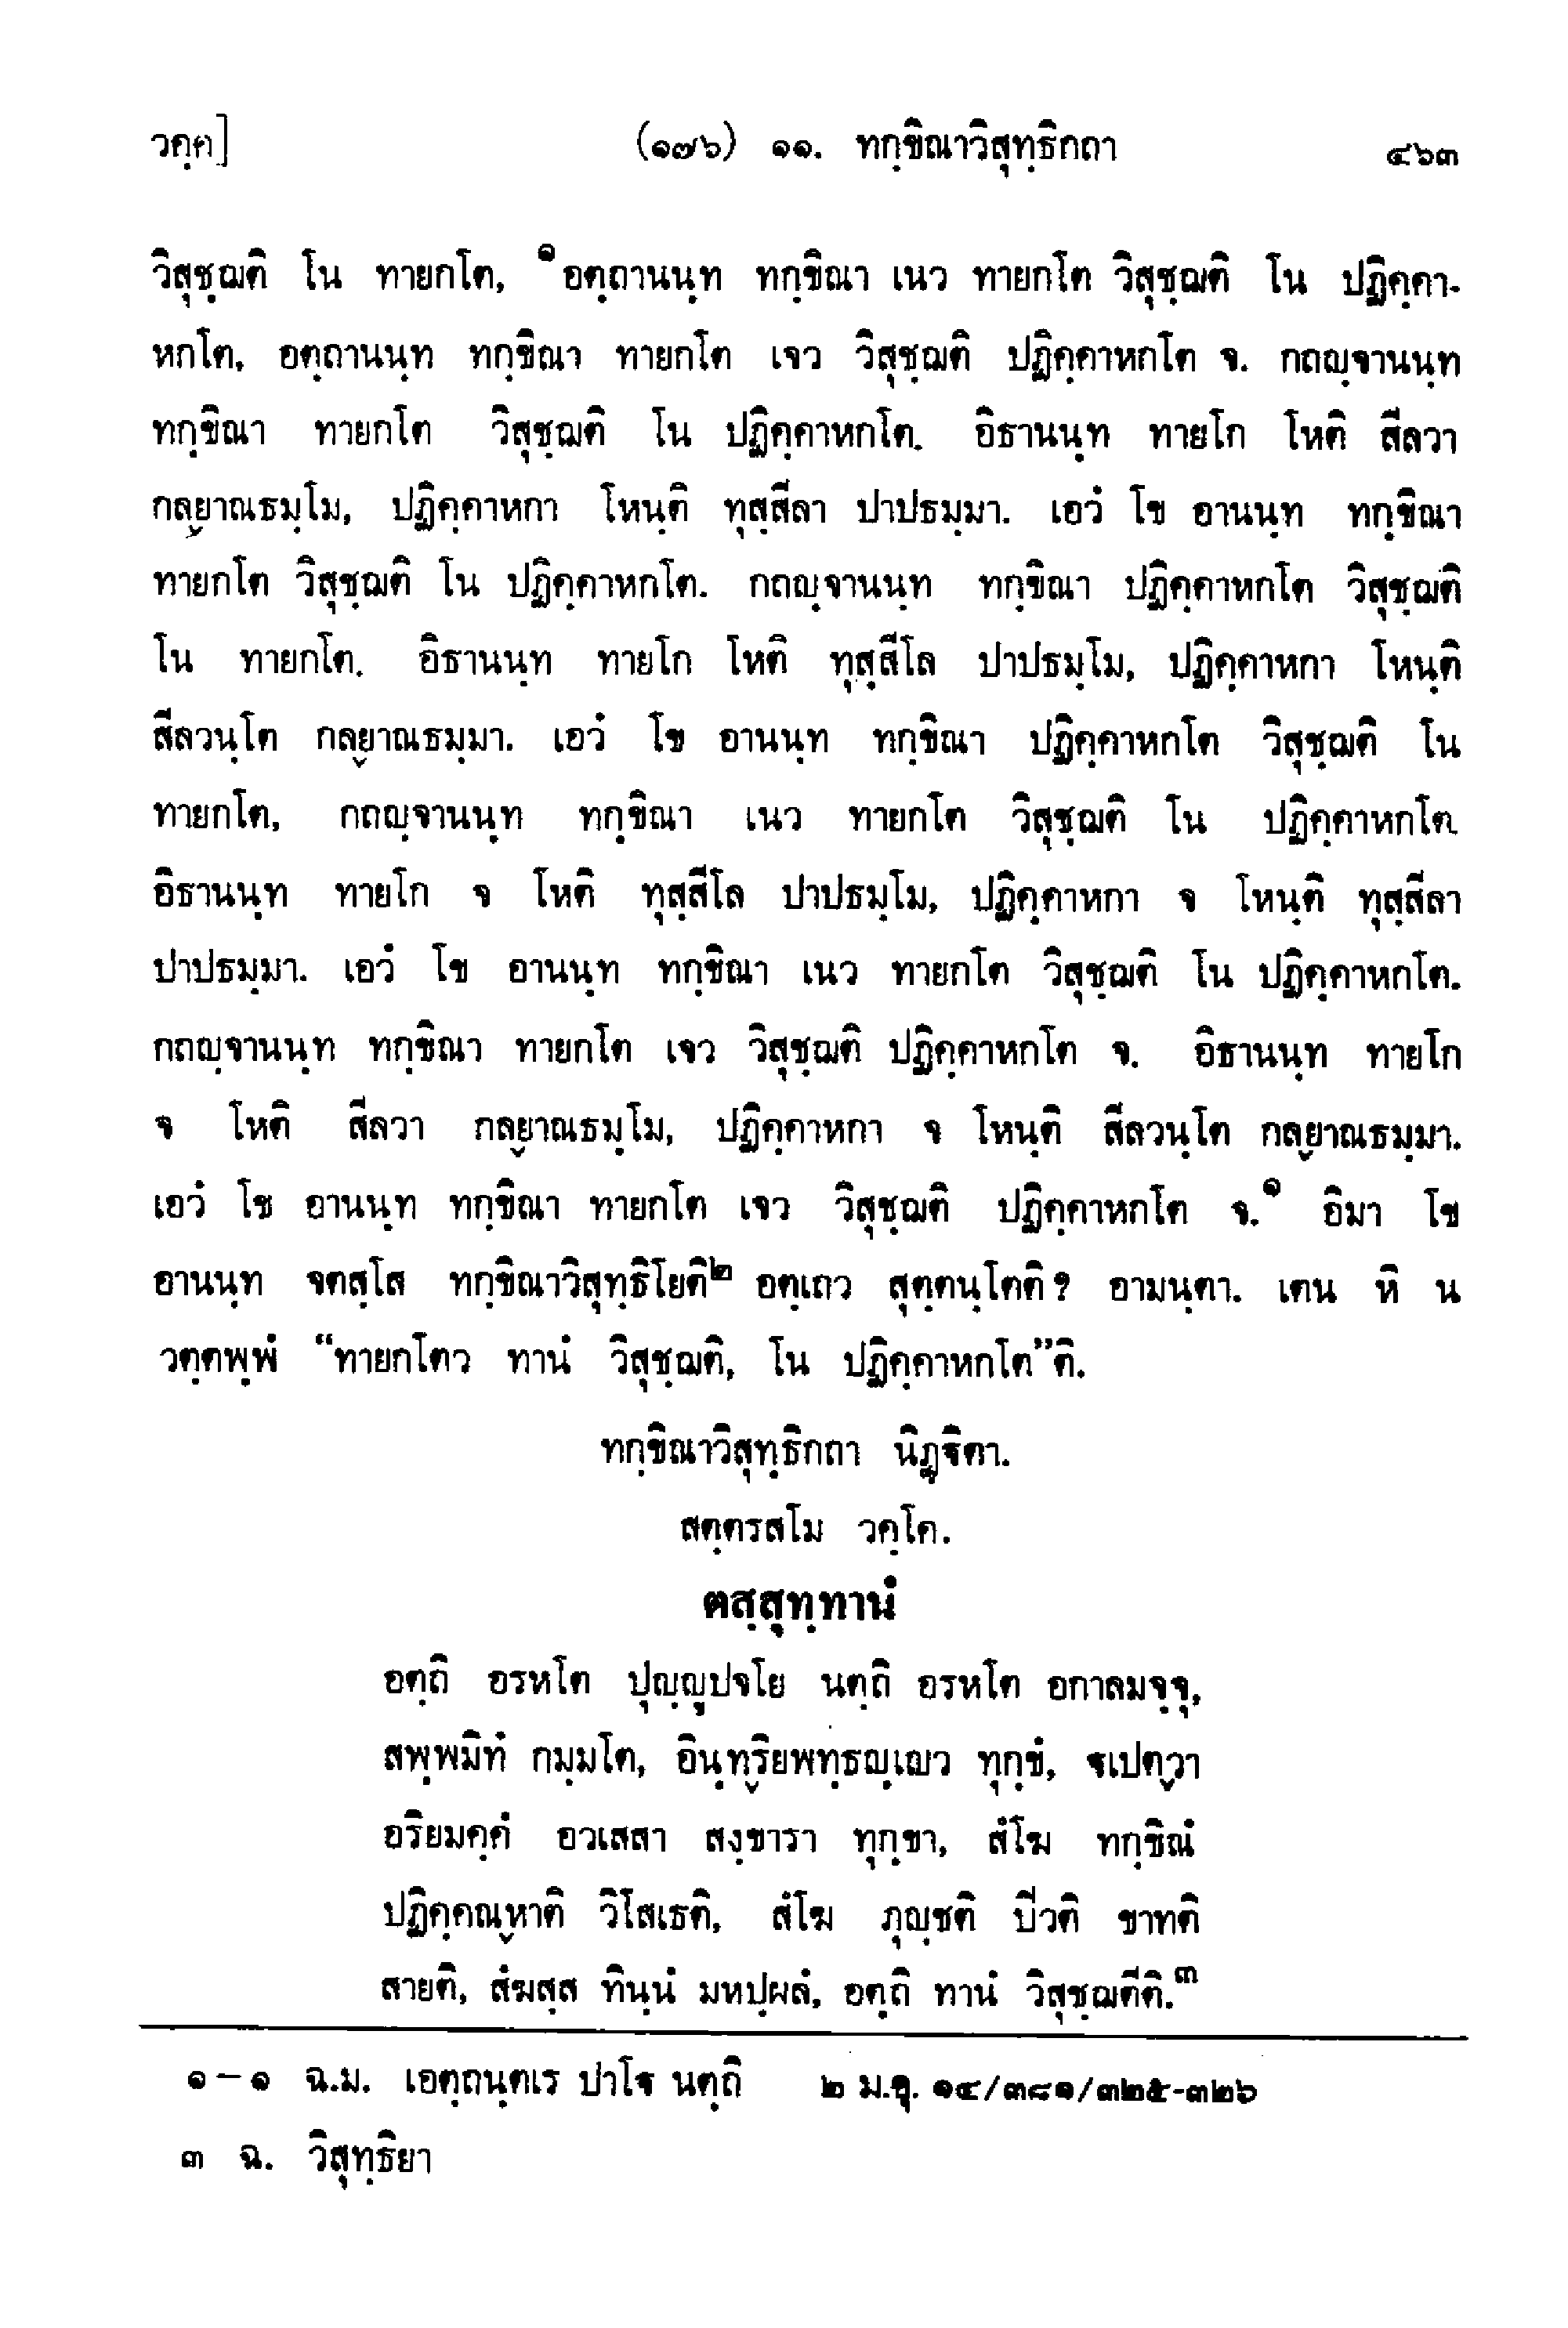 วคฺค]	(๑๗๖) ๑๑. ทกฺขิณาวิสุทฺธิกถา	๔๖๓
วิสุชฺฌติ โน ทายกโต, ๑อตฺถานนฺท ทกฺขิณา เนว ทายกโต วิสุชฺฌติ โน ปฏิคฺคา-
หกโต, อตฺถานนฺท ทกฺขิณา ทายกโต เจว วิสุชฺฌติ ปฏิคฺคาหกโต จ. กถญฺจานนฺท
ทกฺขิณา ทายกโต วิสุชฺฌติ โน ปฏิคฺคาหกโต. อิธานนฺท ทายโก โหติ สีลวา
กลฺยาณธมฺโม, ปฏิคฺคาหกา โหนฺติ ทุสฺสีลา ปาปธมฺมา. เอวํ โข อานนฺท ทกฺขิณา
ทายกโต วิสุชฺฌติ โน ปฏิคฺคาหกโต. กถญฺจานนฺท ทกฺขิณา ปฏิคฺคาหกโต วิสุชฺฌติ
โน ทายกโต. อิธานนฺท ทายโก โหติ ทุสฺสีโล ปาปธมฺโม, ปฏิคฺคาหกา โหนฺติ
สีลวนฺโต กลฺยาณธมฺมา. เอวํ โข อานนฺท ทกฺขิณา ปฏิคฺคาหกโต วิสุชฺฌติ โน
ทายกโต, กถญฺจานนฺท ทกฺขิณา เนว ทายกโต วิสุชฺฌติ โน ปฏิคฺคาหกโต.
อิธานนฺท ทายโก จ โหติ ทุสฺสีโล ปาปธมฺโม, ปฏิคฺคาหกา จ โหนฺติ ทุสฺสีลา
ปาปธมฺมา. เอวํ โข อานนฺท ทกฺขิณา เนว ทายกโต วิสุชฺฌติ โน ปฏิคฺคาหกโต.
กถญฺจานนฺท ทกฺขิณา ทายกโต เจว วิสุชฺฌติ ปฏิคฺคาหกโต จ. อิธานนฺท ทายโก
จ โหติ สีลวา กลฺยาณธมฺโม, ปฏิคฺคาหกา จ โหนฺติ สีลวนฺโต กลฺยาณธมฺมา.
เอวํ โข อานนฺท ทกฺขิณา ทายกโต เจว วิสุชฺฌติ ปฏิคฺคาหกโต จ.๑ อิมา โข
อานนฺท จตสฺโส ทกฺขิณาวิสุทฺธิโยติ๒ อตฺเถว สุตฺตนฺโตติ? อามนฺตา. เตน หิ น
วตฺตพฺพํ “ทายกโตว ทานํ วิสุชฺฌติ, โน ปฏิคฺคาหกโต”ติ.
ทกฺขิณาวิสุทฺธิกถา นิฏฺฐิตา.
สตฺตรสโม วคฺโค.
ตสฺสุทฺทานํ
อตฺถิ อรหโต ปุญฺญูปจโย นตฺถิ อรหโต อกาลมจฺจุ,
สพฺพมิทํ กมฺมโต, อินฺทฺริยพทฺธญฺเญว ทุกฺขํ, ฐเปตฺวา
อริยมคฺคํ อวเสสา สงฺขารา ทุกฺขา, สํโฆ ทกฺขิณํ
ปฏิคฺคณฺหาติ วิโสเธติ, สํโฆ ภุญฺชติ ปิวติ ขาทติ
สายติ, สํฆสฺส ทินฺนํ มหปฺผลํ, อตฺถิ ทานํ วิสุชฺฌตีติ.๓
๑–๑ ฉ.ม. เอตฺถนฺตเร ปาโฐ นตฺถิ	๒ ม.อุ. ๑๔/๓๘๑/๓๒๕-๓๒๖
๓ ฉ. วิสุทฺธิยา